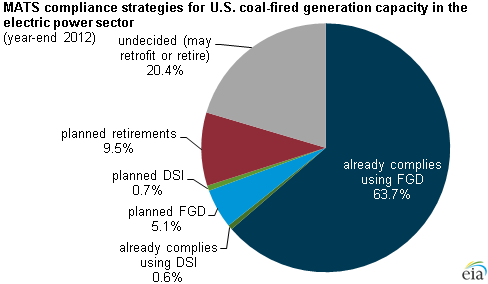 MATS compliance strategies for U.S. coal-fired generation capacity in the
electric power sector
(year-end 2012)
undecided (may
retrofit or retire)
20.4%
planned retirements
9.5%
planned DSI
0.7%
planned FGD
5.1%
already complies
using DSI
0.6%
already complies
using FGD
63.7%
eia